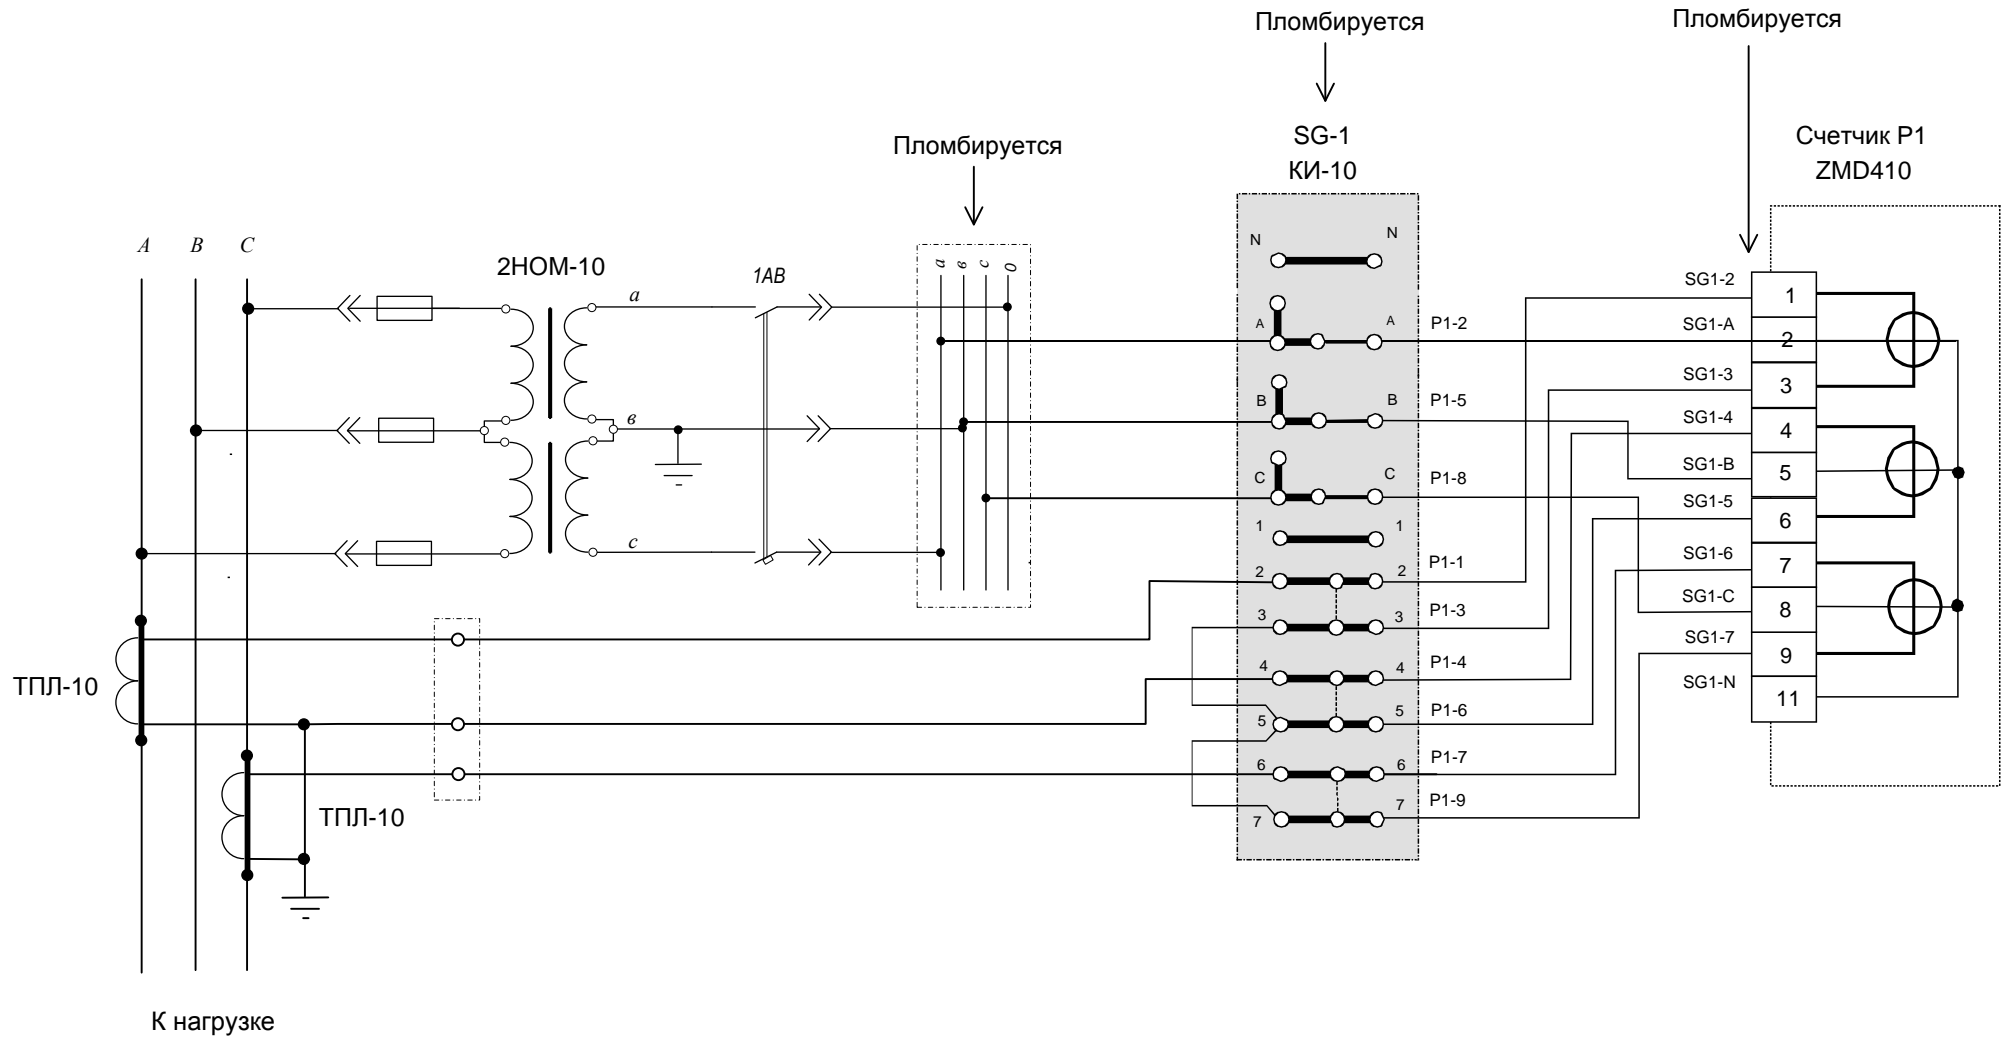 Пломбируется
Пломбируется
Пломбируется
SG-1
КИ-10
Счетчик P1
ZMD410
A B C
2НОМ-10
1АВ
a
в
c
a в c 0
N N
A A
B B
C C
1 1
2 2
3 3
4 4
5 5
6 6
7 7
P1-2
P1-5
P1-8
P1-1
P1-3
P1-4
P1-6
P1-7
P1-9
SG1-2
SG1-A
SG1-3
SG1-4
SG1-B
SG1-5
SG1-6
SG1-C
SG1-7
SG1-N
1
2
3
4
5
6
7
8
9
11
ТПЛ-10
ТПЛ-10
К нагрузке